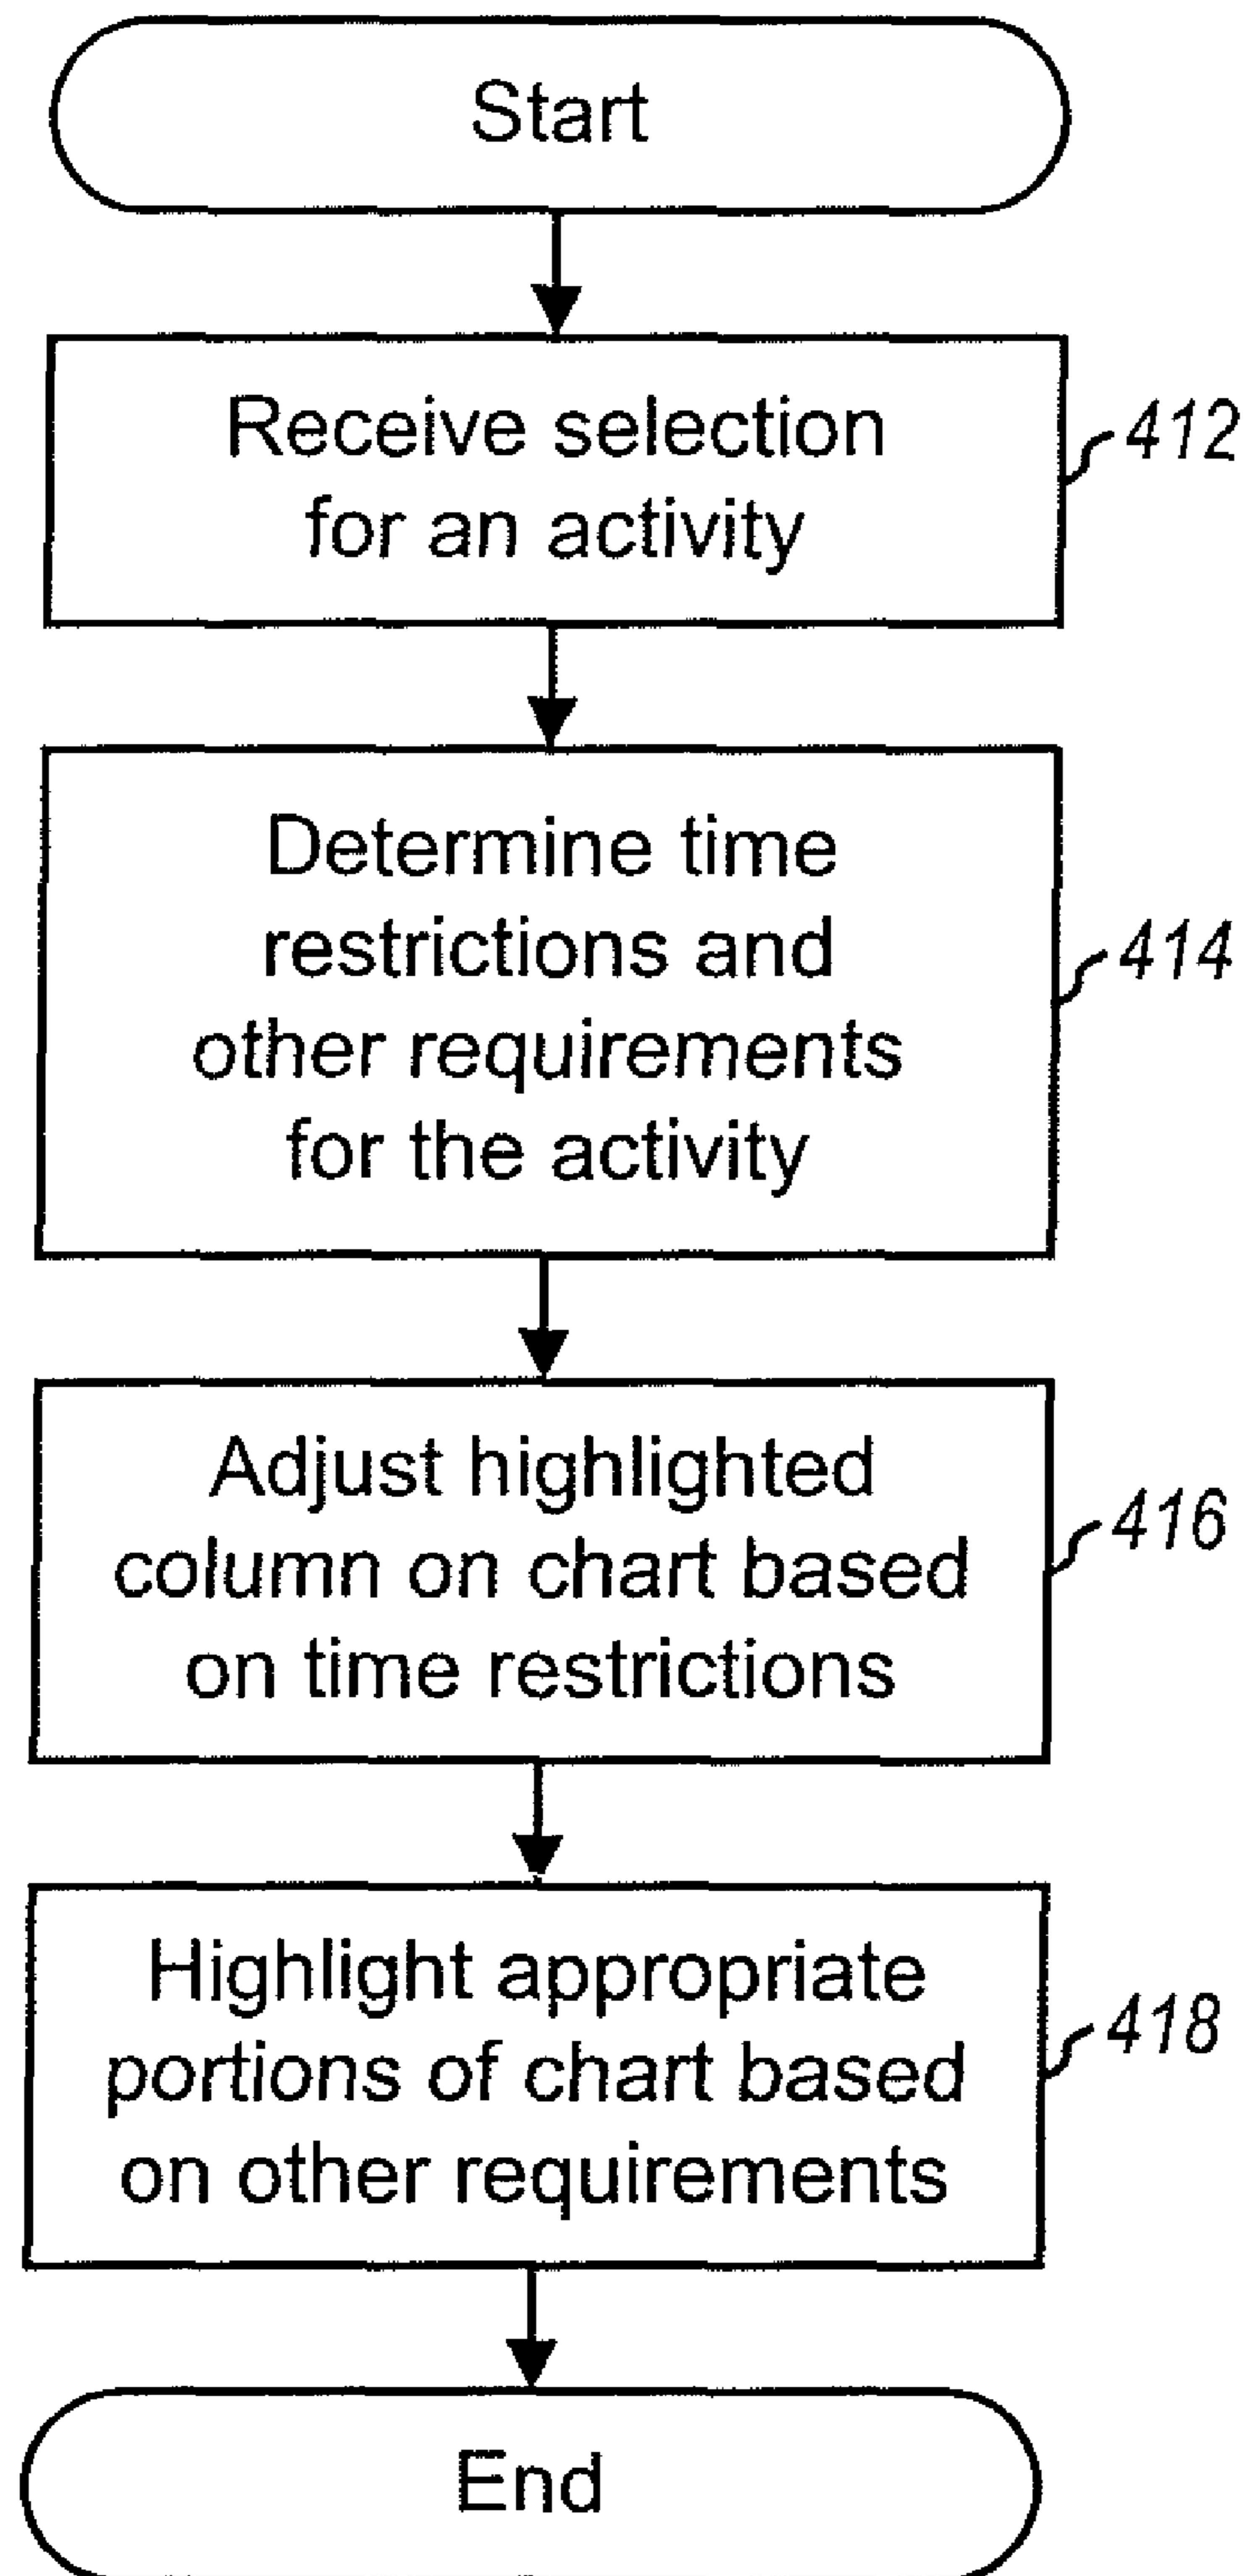 Start
Receive selection
for an activity
412
Determine time
restrictions and
other requirements
for the activity
414
Adjust highlighted
column on chart based
on time restrictions
416
Highlight appropriate
portions of chart based
on other requirements
418
End